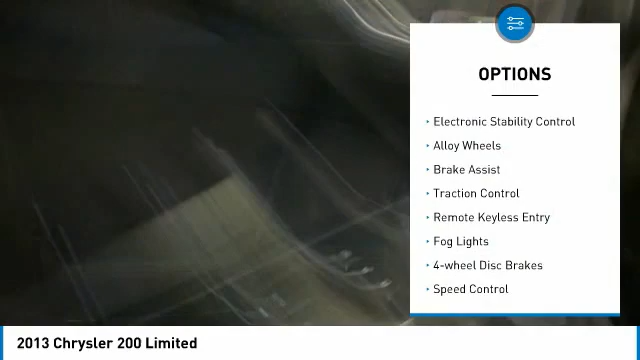 OPTIONS
• Electronic Stability Control
• Alloy Wheels
• Brake Assist
• Traction Control
• Remote Keyless Entry
• Fog Lights
• 4-wheel Disc Brakes
• Speed Control
2013 Chrysler 200 Limited